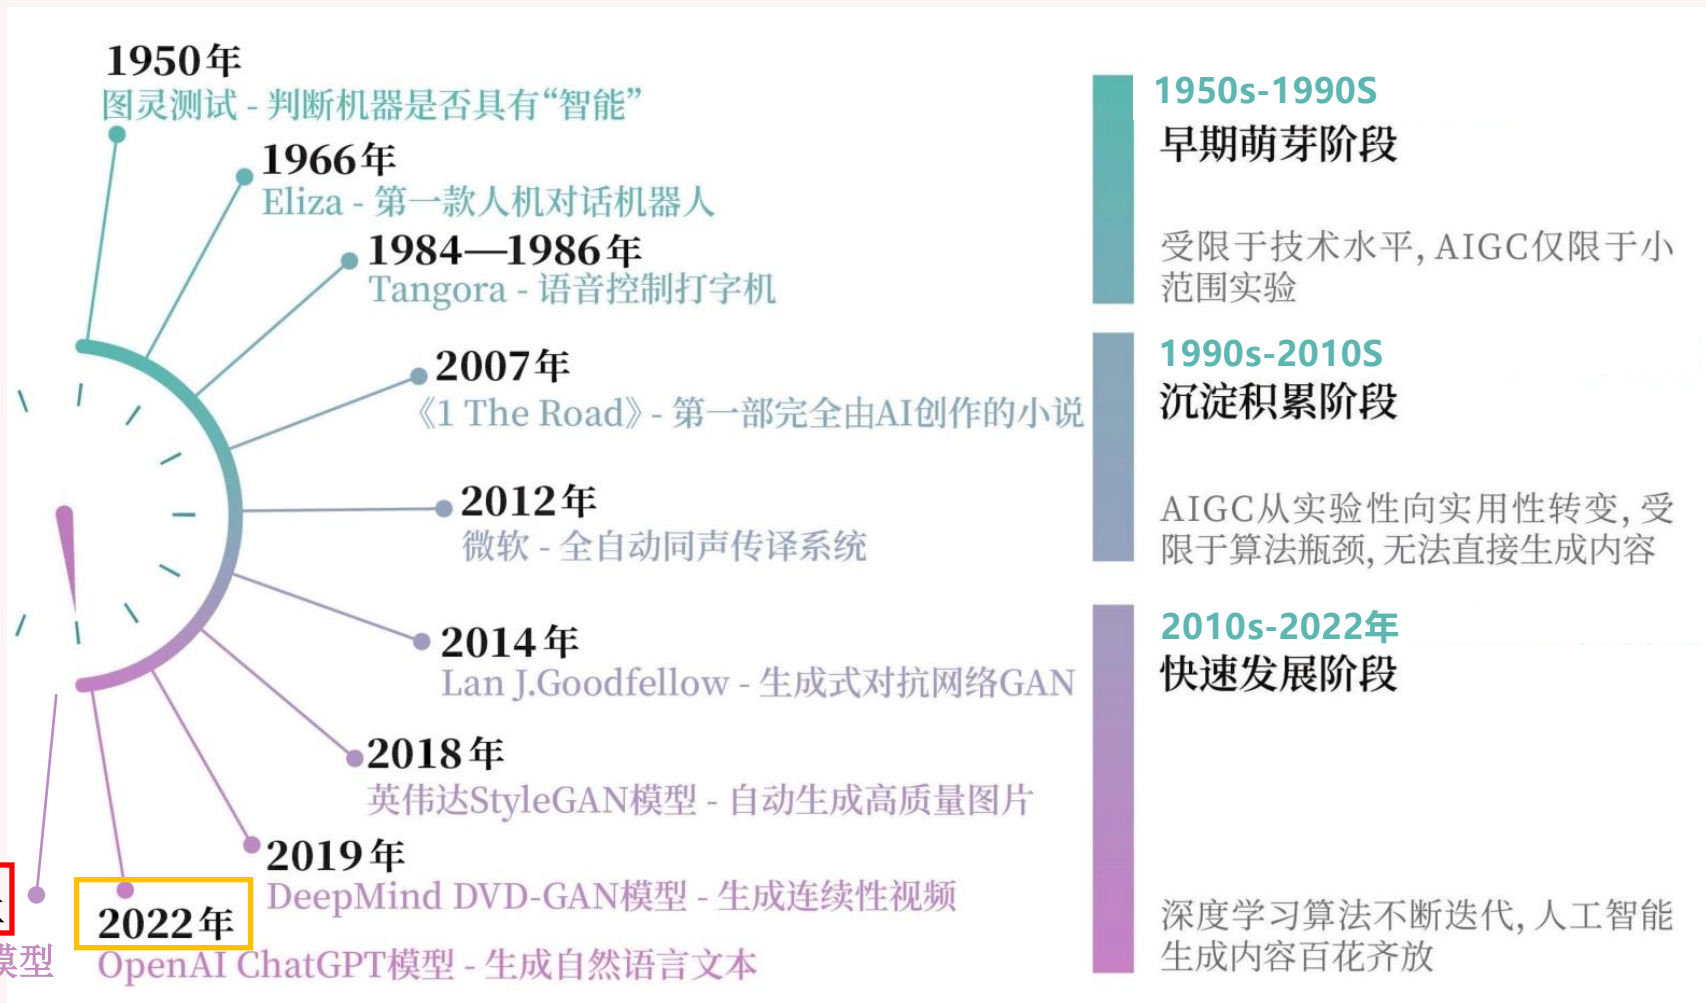 1950年
图灵测试 - 判断机器是否具有“智能”
1966年
Eliza - 第一款人机对话机器人
1984—1986年
Tangora - 语音控制打字机
2007年
《1 The Road》- 第一部完全由AI创作的小说
2012年
微软 - 全自动同声传译系统
2014年
Lan J.Goodfellow - 生成式对抗网络GAN
2018年
英伟达StyleGAN模型 - 自动生成高质量图片
2019年
DeepMind DVD-GAN模型 - 生成连续性视频
2022年
OpenAI ChatGPT模型 - 生成自然语言文本
模型
1950s-1990S
早期萌芽阶段
受限于技术水平, AIGC仅限于小
范围实验
1990s-2010S
沉淀积累阶段
AIGC从实验性向实用性转变, 受
限于算法瓶颈, 无法直接生成内容
2010s-2022年
快速发展阶段
深度学习算法不断迭代, 人工智能
生成内容百花齐放